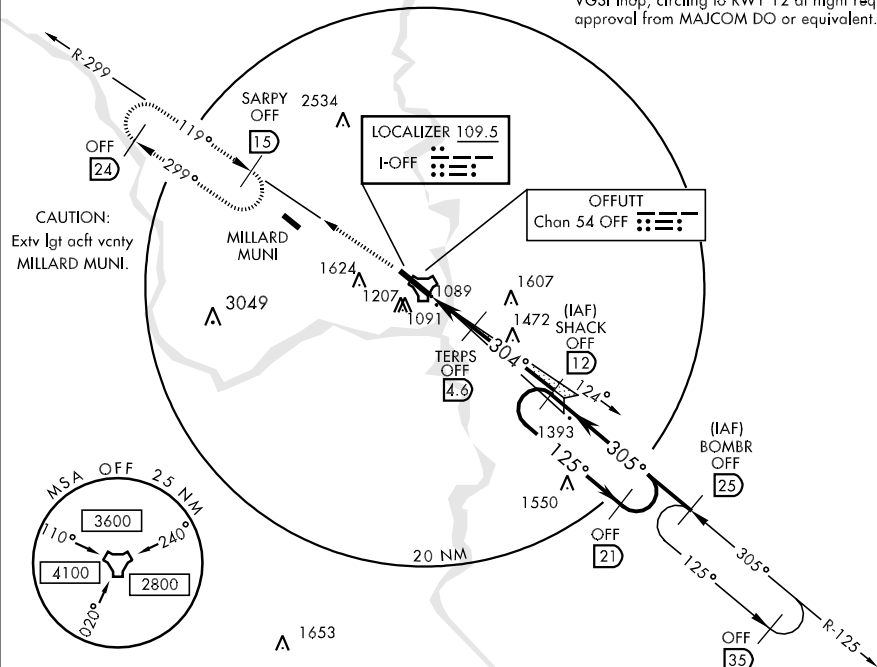 VGSI inop, circling to RWY 12 at night req
approval from MAJCOM DO or equivalent.
R-299
SARPY
OFF
15
2534
119°
299°
OFF
24
LOCALIZER 109.5
I-OFF
OFFUTT
Chan 54 OFF
CAUTION:
Extv lgt acft vcnty
MILLARD MUNI.
MILLARD
MUNI
1624
1207
1089
1091
3049
1607
1472
(IAF)
SHACK
OFF
12
TERPS
OFF
4.6
304°
124°
1393
125°
305°
(IAF)
BOMBR
OFF
25
1550
OFF
21
MSA OFF 25 NM
3600
110°
240°
4100
2800
020°
20 NM
305°
125°
R-125
OFF
35
1653